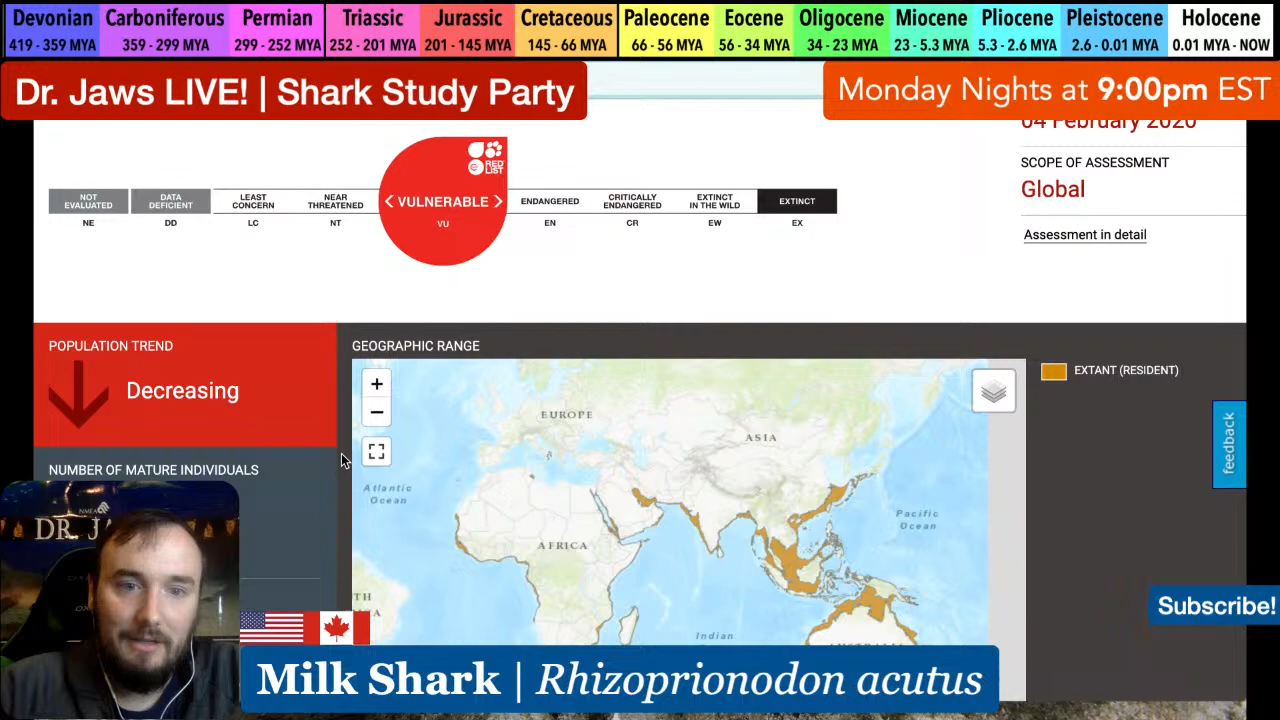 Devonian Carboniferous Permian Triassic Jurassic Cretaceous Paleocene Eocene Oligocene Miocene Pliocene Pleistocene Holocene
419 - 359 MYA 359 - 299 MYA 299 - 252 MYA 252 - 201 MYA 201 - 145 MYA 145 - 66 MYA 66 - 56 MYA 56 - 34 MYA 34 - 23 MYA 23 - 5.3 MYA 5.3 - 2.6 MYA 2.6 - 0.01 MYA 0.01 MYA - NOW
Dr. Jaws LIVE! | Shark Study Party
Monday Nights at 9:00pm EST
04 February 2020
SCOPE OF ASSESSMENT
Global
Assessment in detail
RED
LIST
NOT
EVALUATED
DATA
DEFICIENT
LEAST
CONCERN
NEAR
THREATENED
< VULNERABLE >
ENDANGERED
CRITICALLY
ENDANGERED
EXTINCT
IN THE WILD
EXTINCT
NE DD LC NT VU EN CR EW EX
POPULATION TREND
Decreasing
NUMBER OF MATURE INDIVIDUALS
GEOGRAPHIC RANGE
+
−
EUROPE
ASIA
Atlantic
Ocean
AFRICA
Pacific
Ocean
Indian
EXTANT (RESIDENT)
feedback
DR. JA
Subscribe!
Milk Shark | Rhizoprionodon acutus